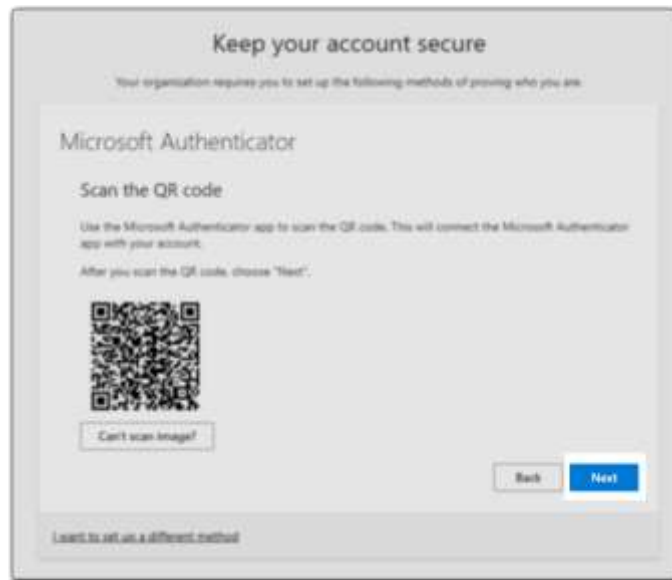 Keep your account secure
Your organization requires you to set up the following methods of proving who you are.
Microsoft Authenticator
Scan the QR code
Use the Microsoft Authenticator app to scan the QR code. This will connect the Microsoft Authenticator
app with your account.
After you scan the QR code, choose "Next".
Can't scan image?
Back
Next
I want to set up a different method